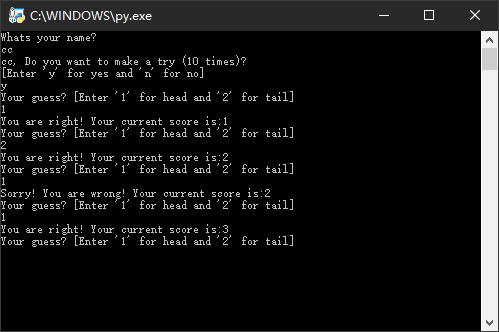 C:\WINDOWS\py.exe
Whats your name?
cc
cc, Do you want to make a try (10 times)?
[Enter 'y' for yes and 'n' for no]
y
Your guess? [Enter '1' for head and '2' for tail]
1
You are right! Your current score is:1
Your guess? [Enter '1' for head and '2' for tail]
2
You are right! Your current score is:2
Your guess? [Enter '1' for head and '2' for tail]
1
Sorry! You are wrong! Your current score is:2
Your guess? [Enter '1' for head and '2' for tail]
1
You are right! Your current score is:3
Your guess? [Enter '1' for head and '2' for tail]